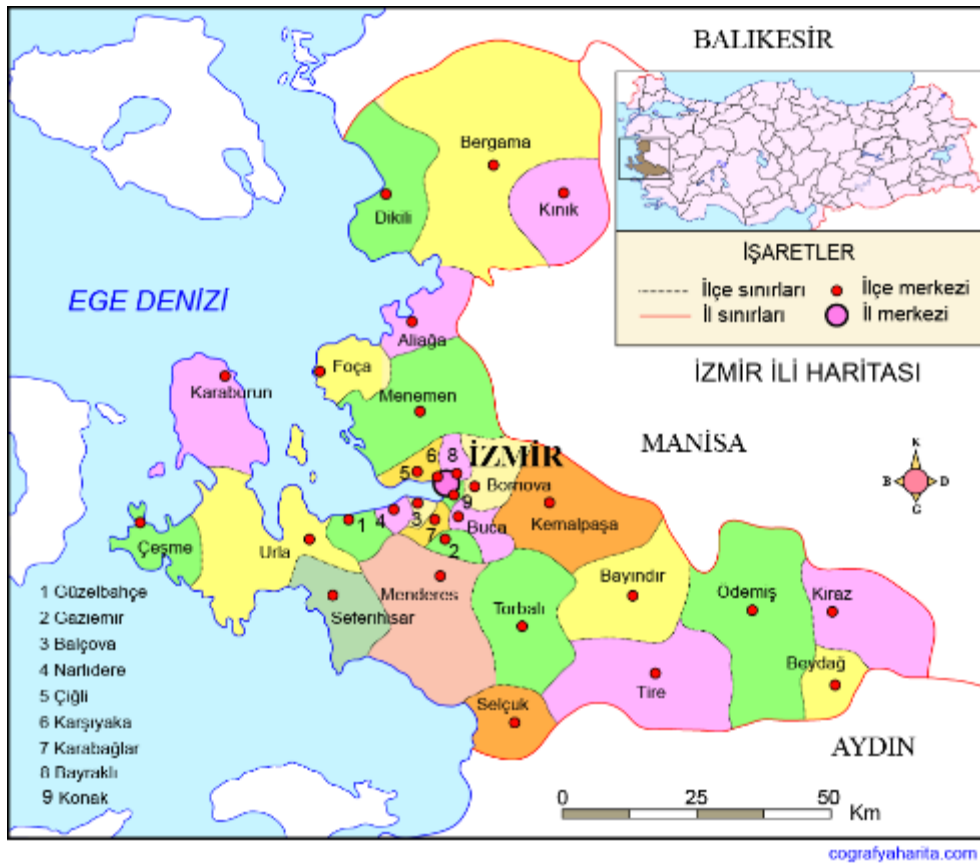 BALIKESİR
Bergama
Dikili
Kınık
İŞARETLER
İlçe sınırları
İlçe merkezi
İl sınırları
İl merkezi
EGE DENİZİ
Aliağa
Foça
İZMİR İLİ HARİTASI
Karaburun
Menemen
MANİSA
6 8 İZMİR
5
Bornova
9
K
B D
G
Kemalpaşa
1 4 3 7 Buca
Çeşme
Urla
2
1 Güzelbahçe
2 Gaziemir
3 Balçova
4 Narlıdere
5 Çiğli
6 Karşıyaka
7 Karabağlar
8 Bayraklı
9 Konak
Seferihisar
Menderes
Torbalı
Bayındır
Ödemiş
Kiraz
Beydağ
Tire
Selçuk
AYDIN
0 25 50
Km
cografyaharita.com